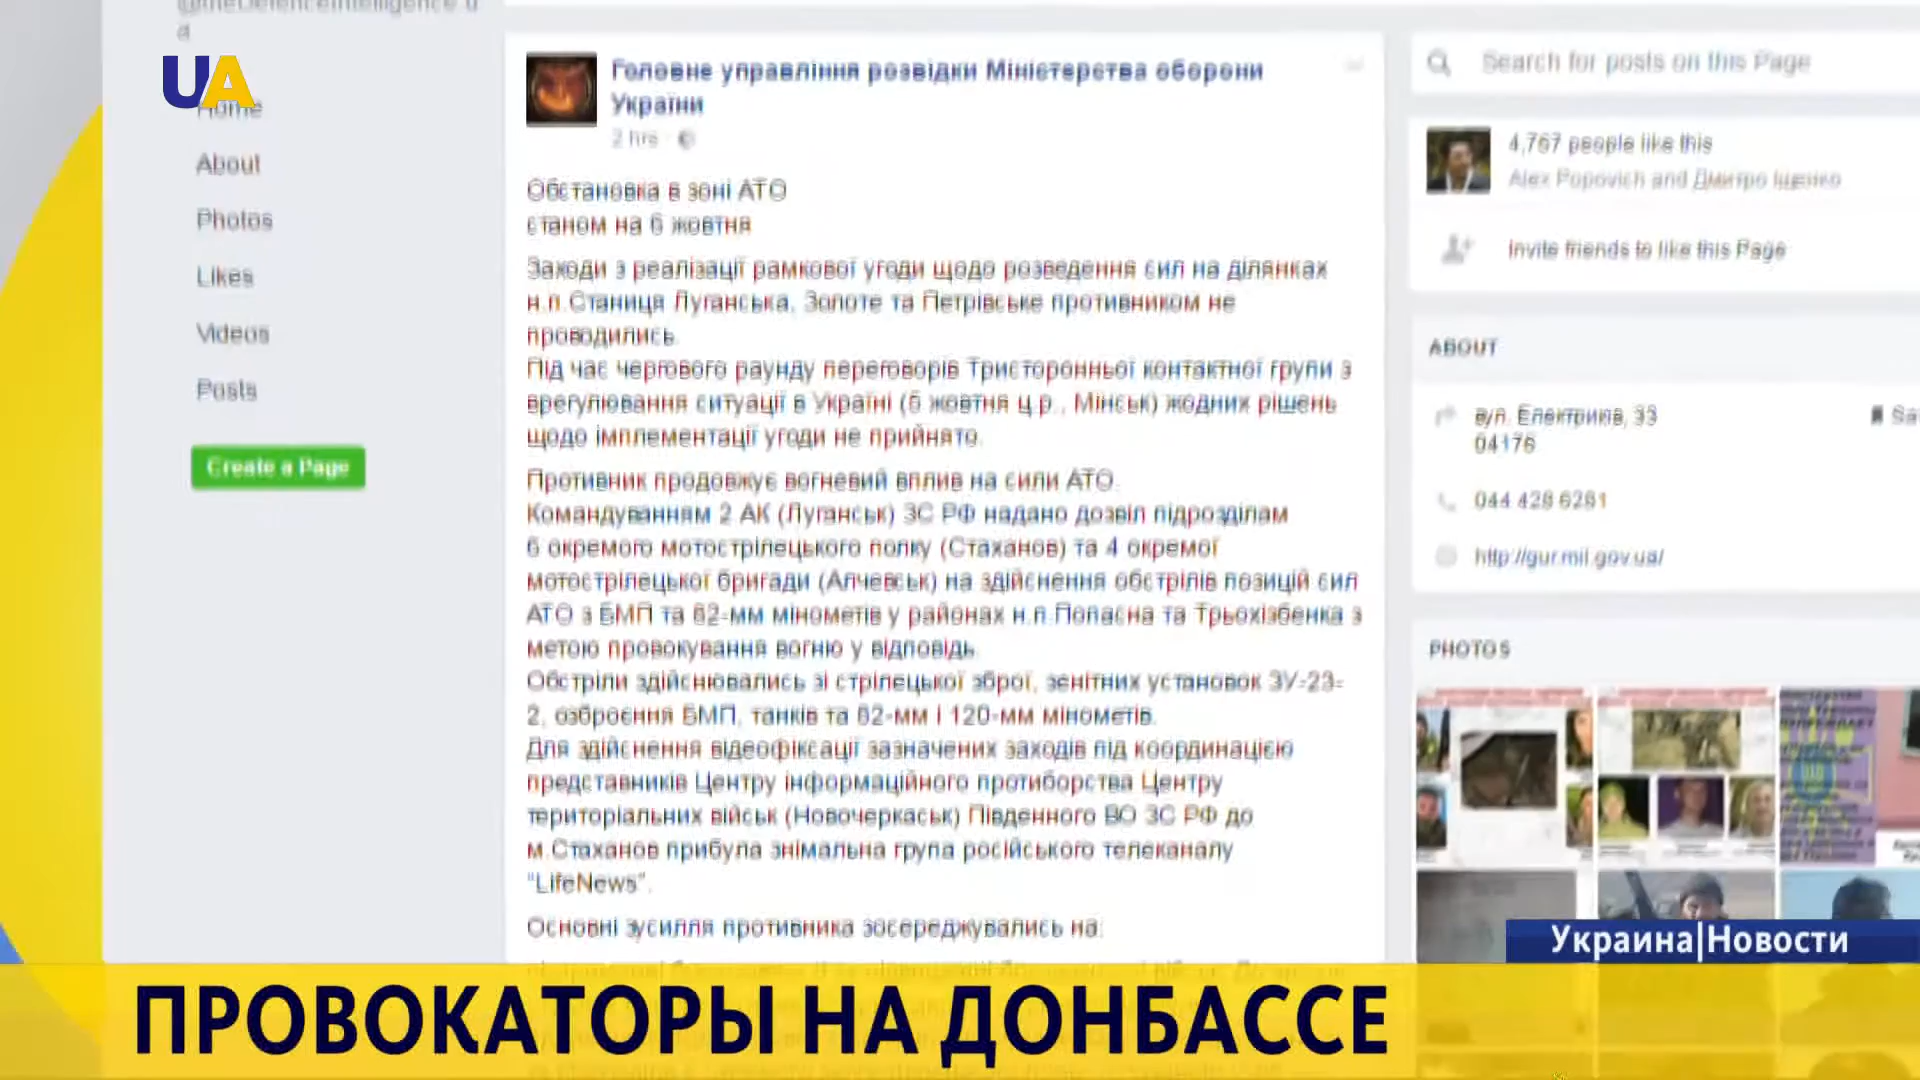 UA
Home
About
Photos
Likes
Videos
Posts
Create a Page
Головне управління розвідки Міністерства оборони
України
2 hrs
Обстановка в зоні АТО
станом на 6 жовтня
Заходи з реалізації рамкової угоди щодо розведення сил на ділянках
н.п.Станиця Луганська, Золоте та Петрівське противником не
проводились.
Під час чергового раунду переговорів Тристоронньої контактної групи з
врегулювання ситуації в Україні (5 жовтня ц.р., Мінськ) жодних рішень
щодо імплементації угоди не прийнято.
Противник продовжує вогневий вплив на сили АТО.
Командуванням 2 АК (Луганськ) ЗС РФ надано дозвіл підрозділам
6 окремого мотострілецького полку (Стаханов) та 4 окремої
мотострілецької бригади (Алчевськ) на здійснення обстрілів позицій сил
АТО з БМП та 82-мм мінометів у районах н.п.Попасна та Трьохізбенка з
метою провокування вогню у відповідь.
Обстріли здійснювались зі стрілецької зброї, зенітних установок ЗУ-23-
2, озброєння БМП, танків та 82-мм і 120-мм мінометів.
Для здійснення відеофіксації зазначених заходів під координацією
представників Центру інформаційного протиборства Центру
територіальних військ (Новочеркаськ) Південного ВО ЗС РФ до
м.Стаханов прибула знімальна група російського телеканалу
"LifeNews".
Основні зусилля противника зосереджувались на:
Search for posts on this Page
4,767 people like this
Alex Popovich and Дмитро Іщенко
Invite friends to like this Page
ABOUT
вул. Електриків, 33
04176
044 428 6281
http://gur.mil.gov.ua/
PHOTOS
Украина|Новости
ПРОВОКАТОРЫ НА ДОНБАССЕ